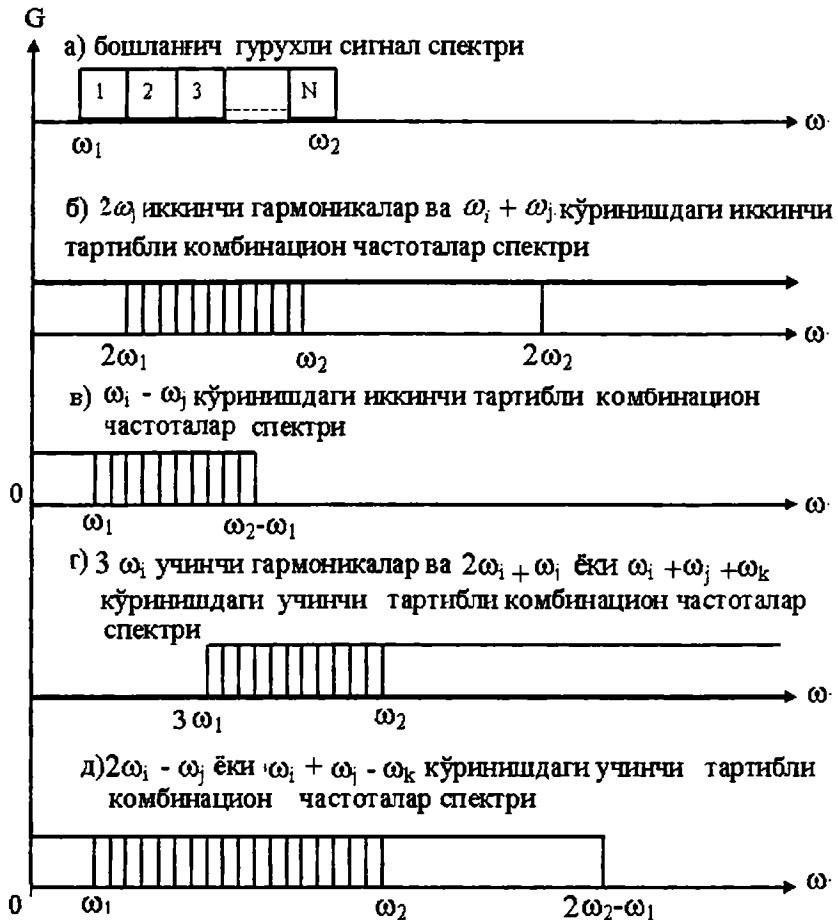 G
а) бошланғич гурухли сигнал спектри
1 2 3 N
ω
ω₁ ω₂
б) 2ωⱼ иккинчи гармоникалар ва ωᵢ + ωⱼ кўринишдаги иккинчи
тартибли комбинацион частоталар спектри
ω
2ω₁ ω₂ 2ω₂
в) ωᵢ - ωⱼ кўринишдаги иккинчи тартибли комбинацион
частоталар спектри
0 ω
ω₁ ω₂-ω₁
г) 3 ωᵢ учинчи гармоникалар ва 2ωᵢ + ωⱼ ёки ωᵢ +ωⱼ +ωₖ
кўринишдаги учинчи тартибли комбинацион частоталар
спектри
ω
3ω₁ ω₂
д)2ωᵢ - ωⱼ ёки ωᵢ + ωⱼ - ωₖ кўринишдаги учинчи тартибли
комбинацион частоталар спектри
ω
0 ω₁ ω₂ 2ω₂-ω₁